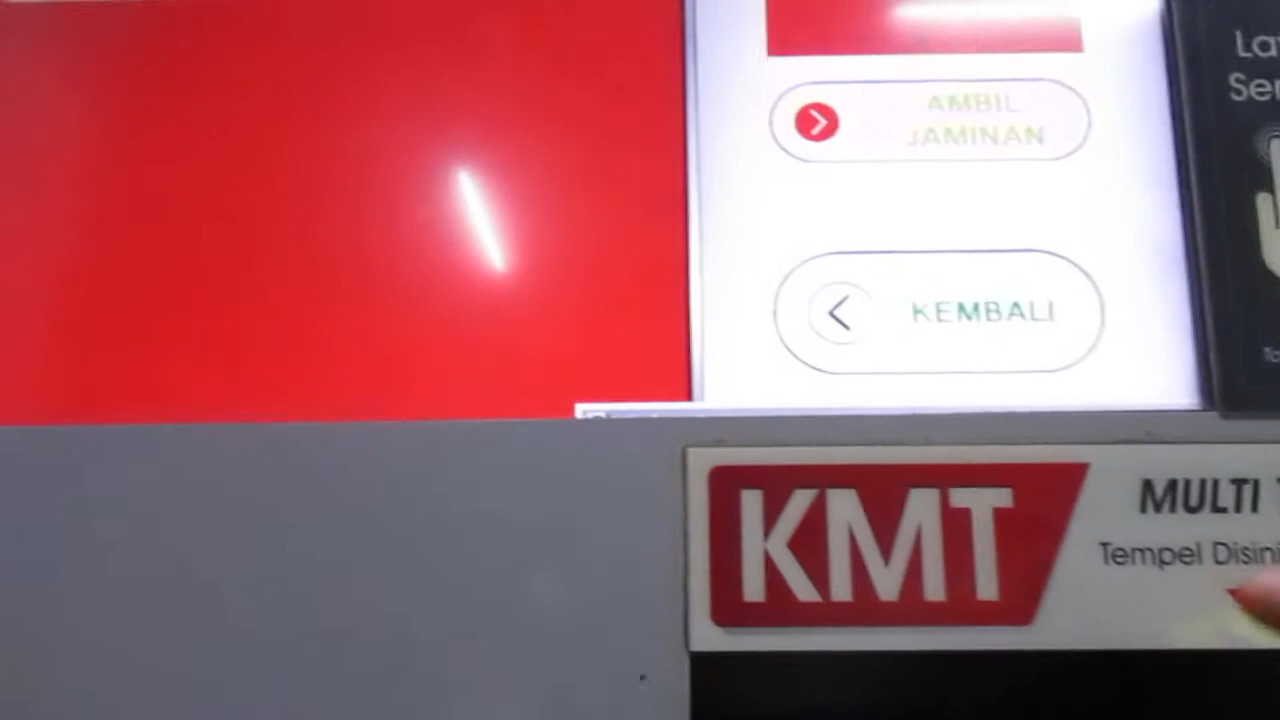 AMBIL
JAMINAN
KEMBALI
KMT
MULTI
Tempel Disini